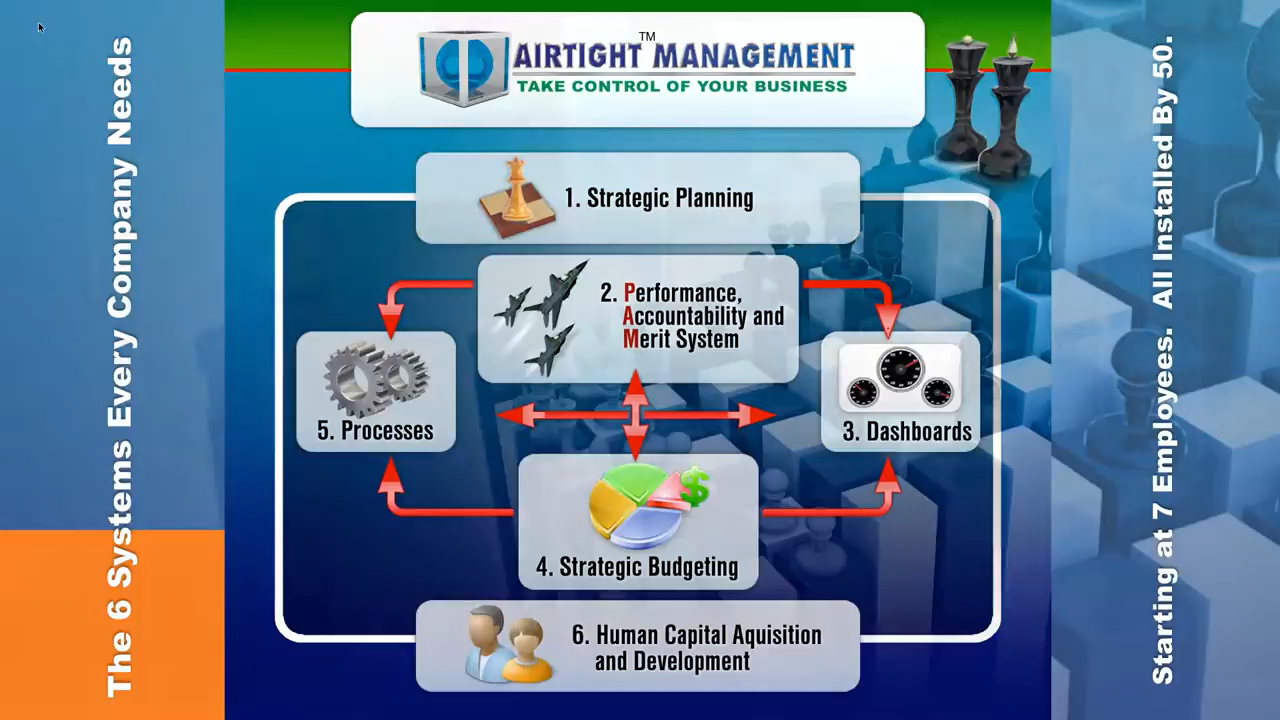 The 6 Systems Every Company Needs
TM
AIRTIGHT MANAGEMENT
TAKE CONTROL OF YOUR BUSINESS
1. Strategic Planning
2. Performance,
Accountability and
Merit System
5. Processes
3. Dashboards
$
4. Strategic Budgeting
6. Human Capital Aquisition
and Development
Starting at 7 Employees. All Installed By 50.